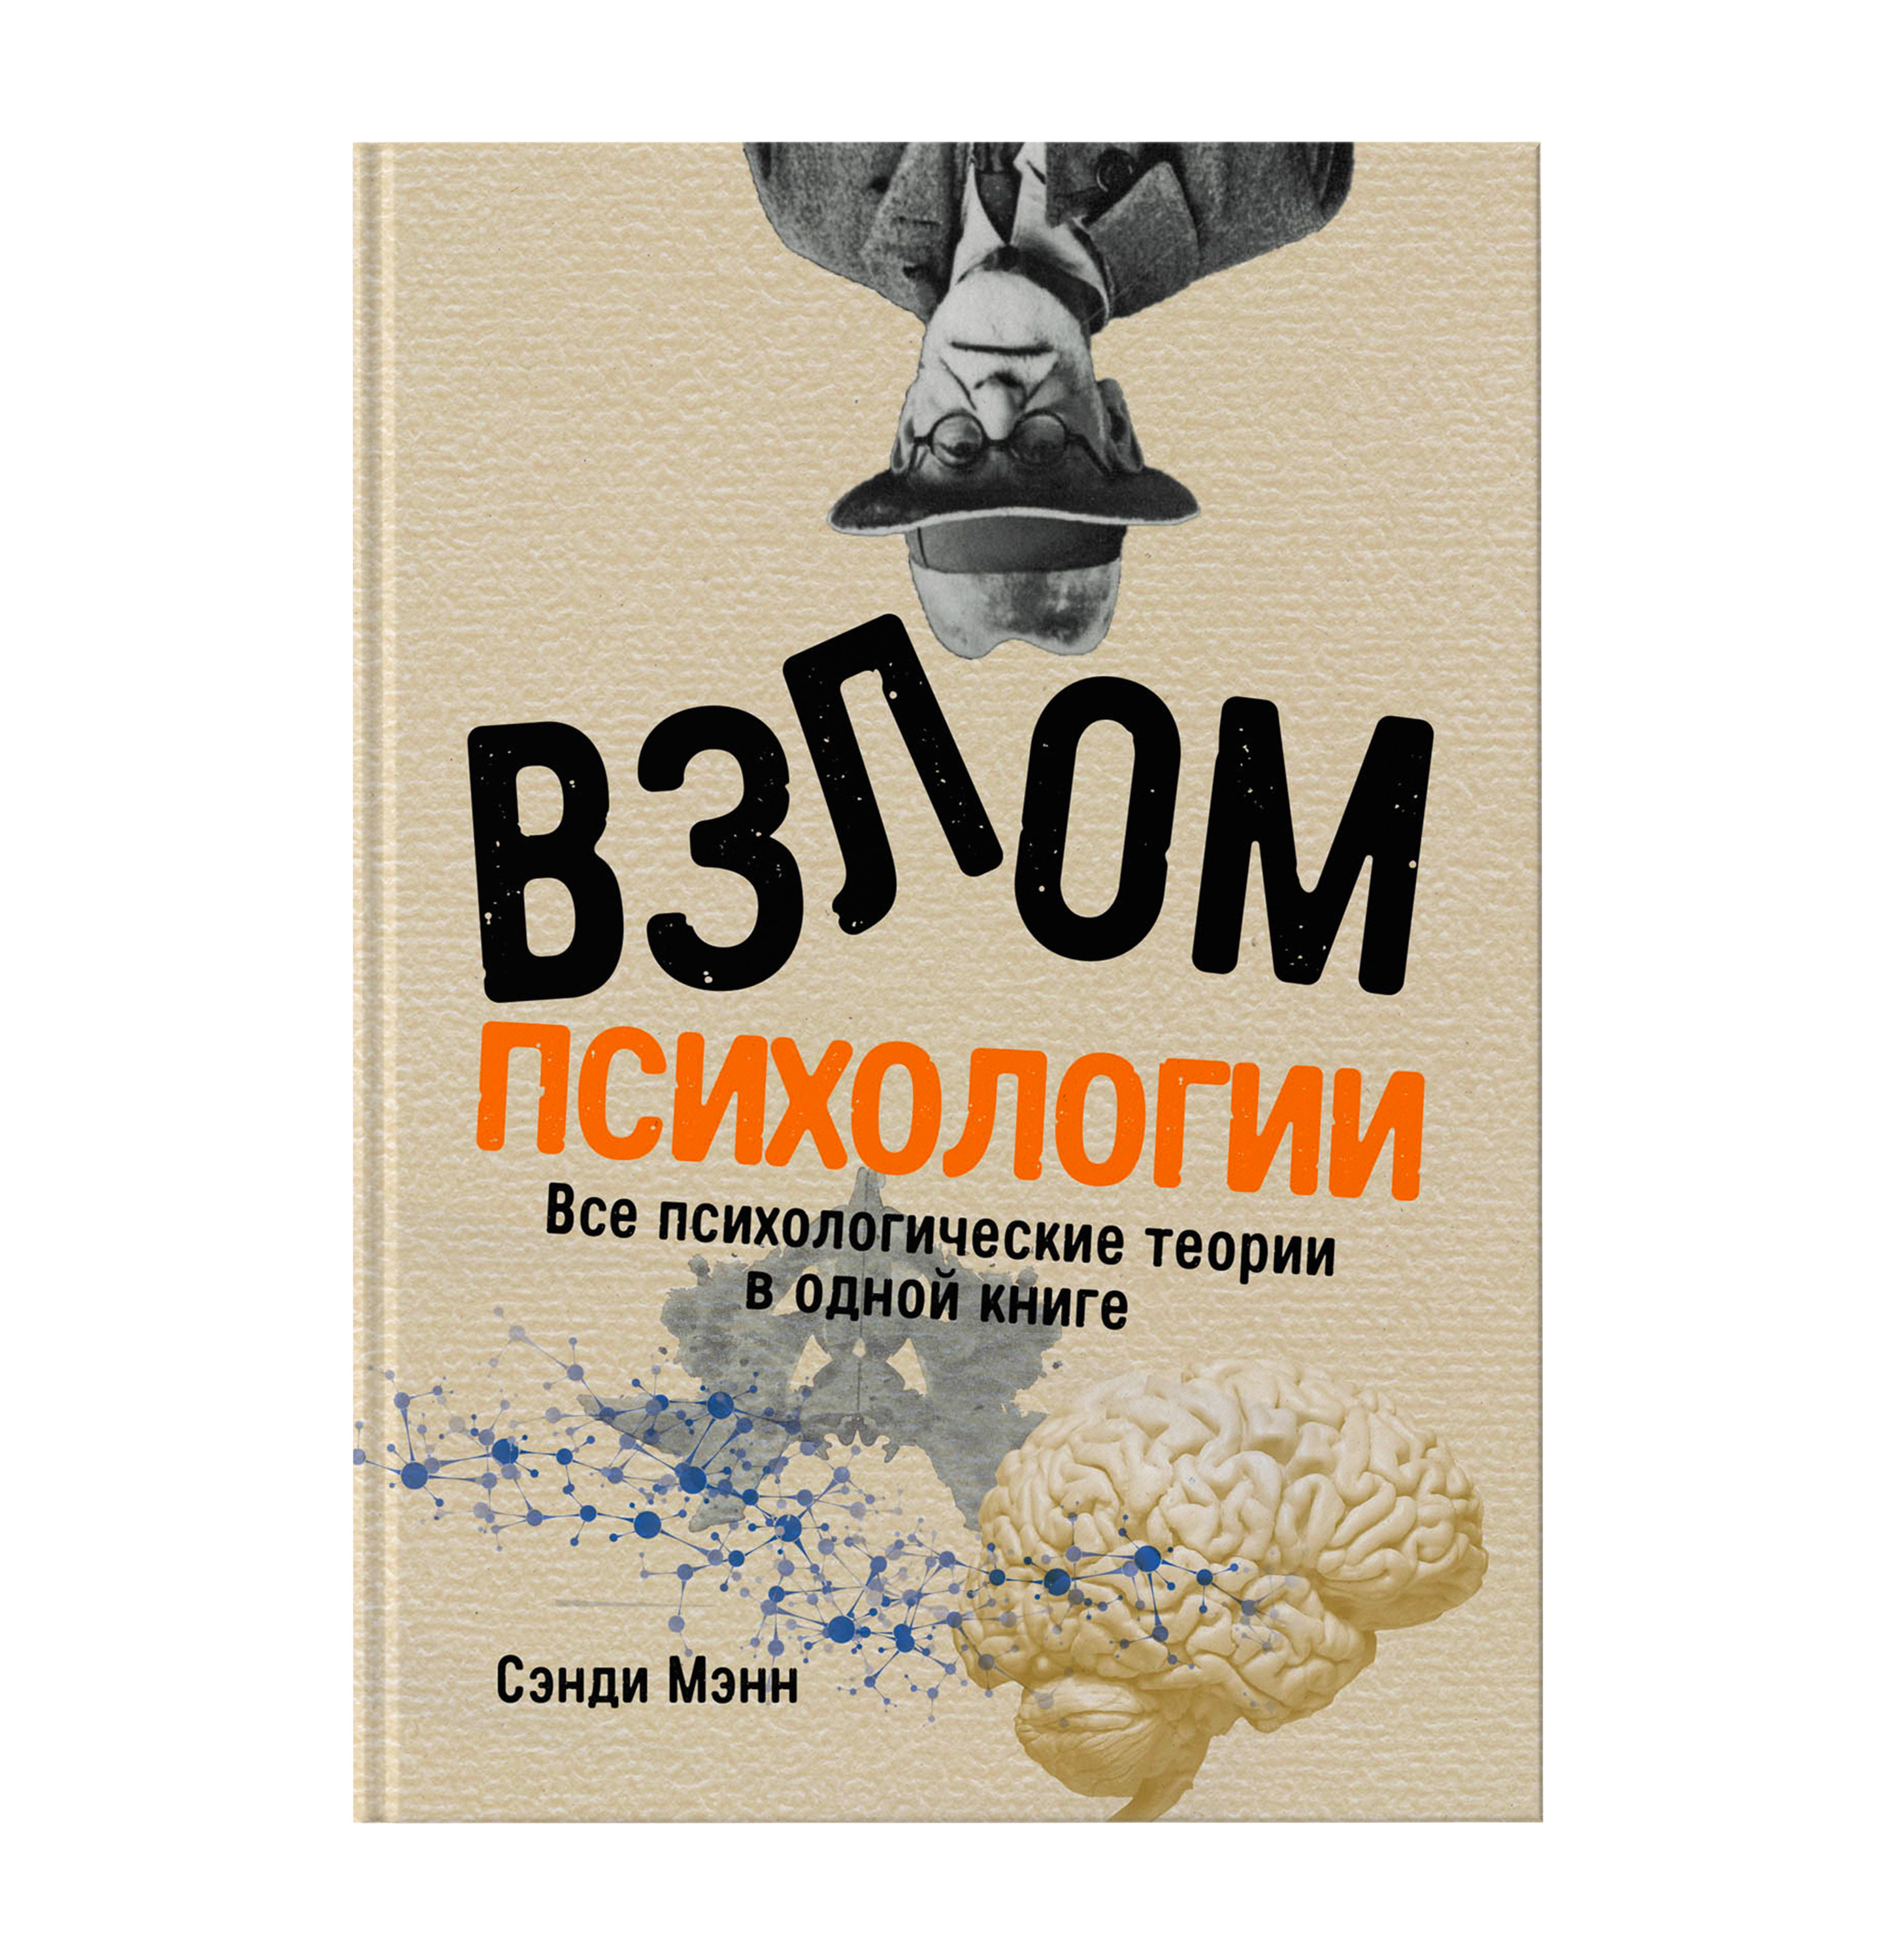 ВЗЛОМ
ПСИХОЛОГИИ
Все психологические теории
в одной книге
Сэнди Мэнн